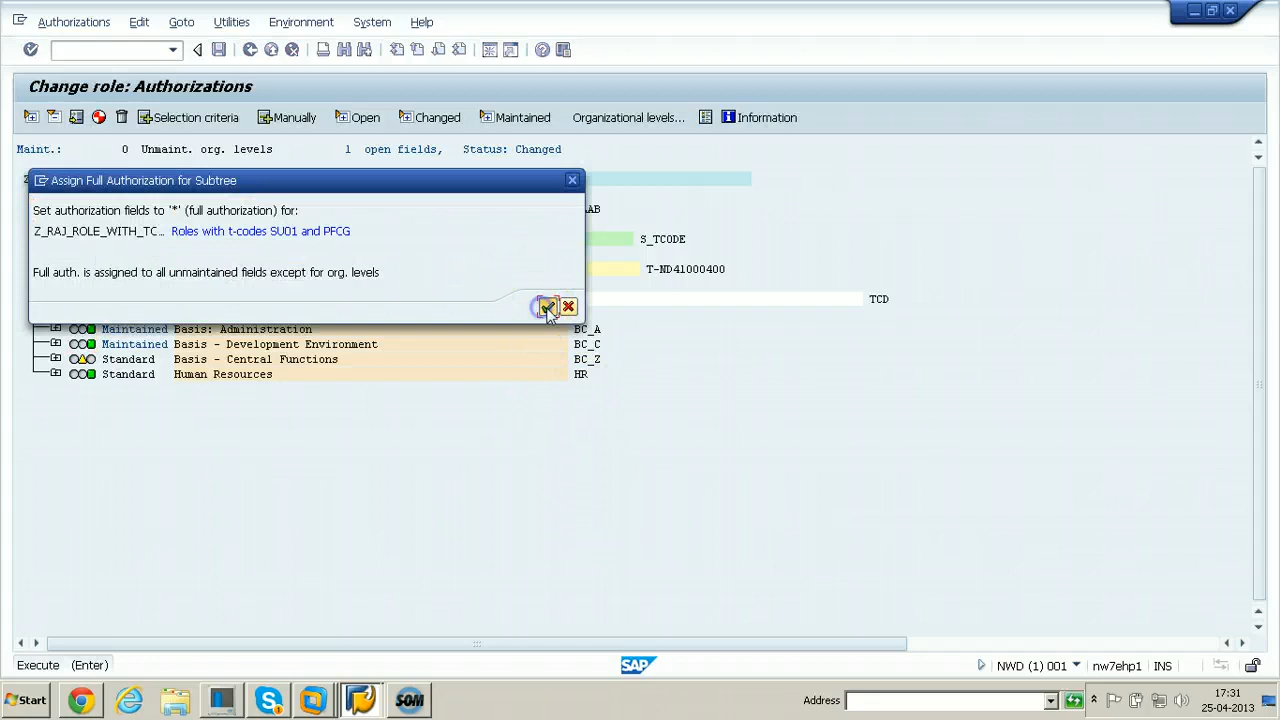 Authorizations Edit Goto Utilities Environment System Help
Change role: Authorizations
Selection criteria Manually Open Changed Maintained Organizational levels... Information
Maint.: 0 Unmaint. org. levels 1 open fields, Status: Changed
Assign Full Authorization for Subtree
Set authorization fields to '*' (full authorization) for:
AAB
Z_RAJ_ROLE_WITH_TC... Roles with t-codes SU01 and PFCG
S_TCODE
Full auth. is assigned to all unmaintained fields except for org. levels
T-ND41000400
TCD
Maintained Basis: Administration BC_A
Maintained Basis - Development Environment BC_C
Standard Basis - Central Functions BC_Z
Standard Human Resources HR
Execute (Enter) SAP NWD (1) 001 nw7ehp1 INS
Start SOM Address 17:31
25-04-2013